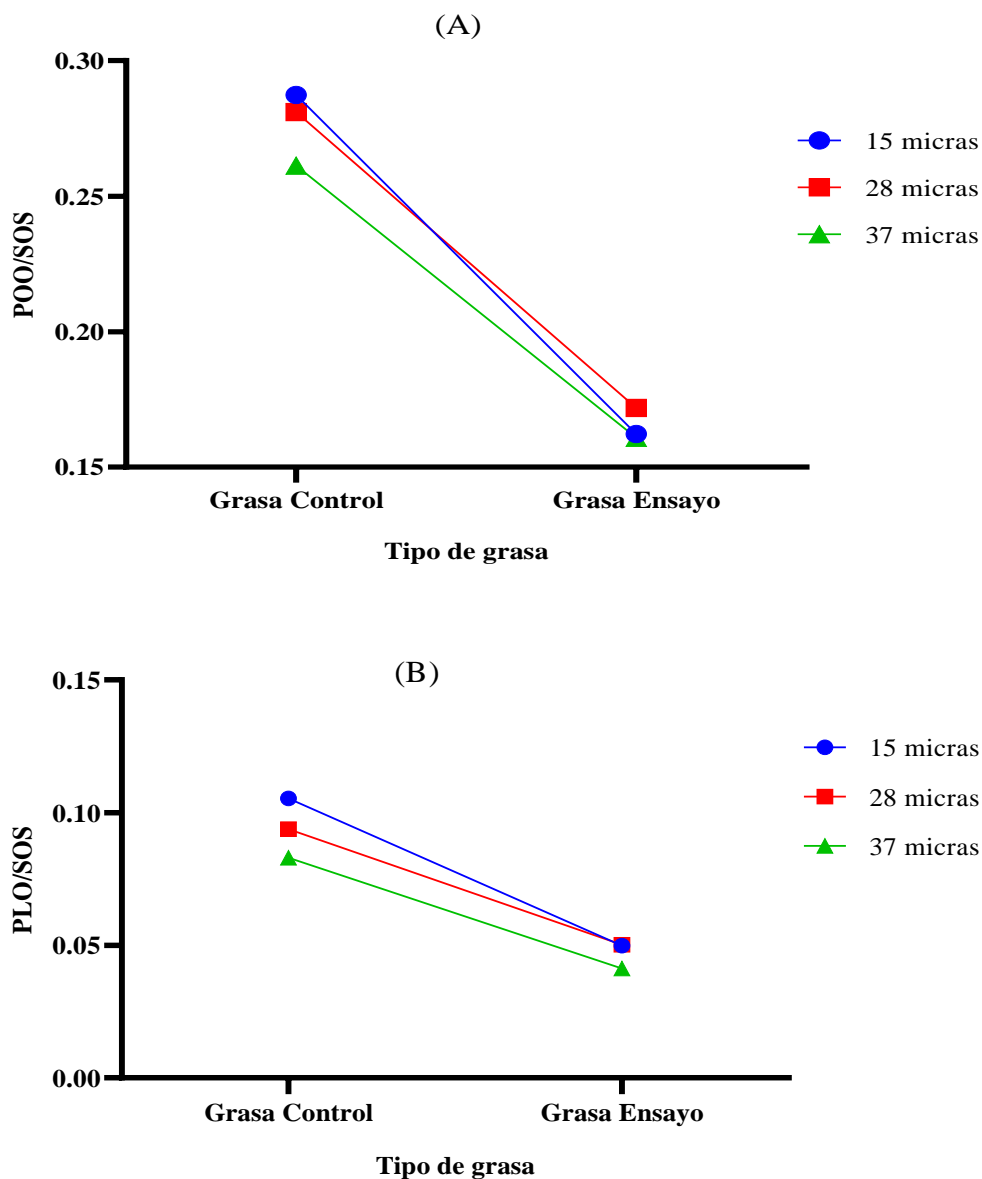 (A)
0.30
0.25
0.20
0.15
POO/SOS
Grasa Control
Grasa Ensayo
Tipo de grasa
15 micras
28 micras
37 micras
(B)
0.15
0.10
0.05
0.00
PLO/SOS
Grasa Control
Grasa Ensayo
Tipo de grasa
15 micras
28 micras
37 micras